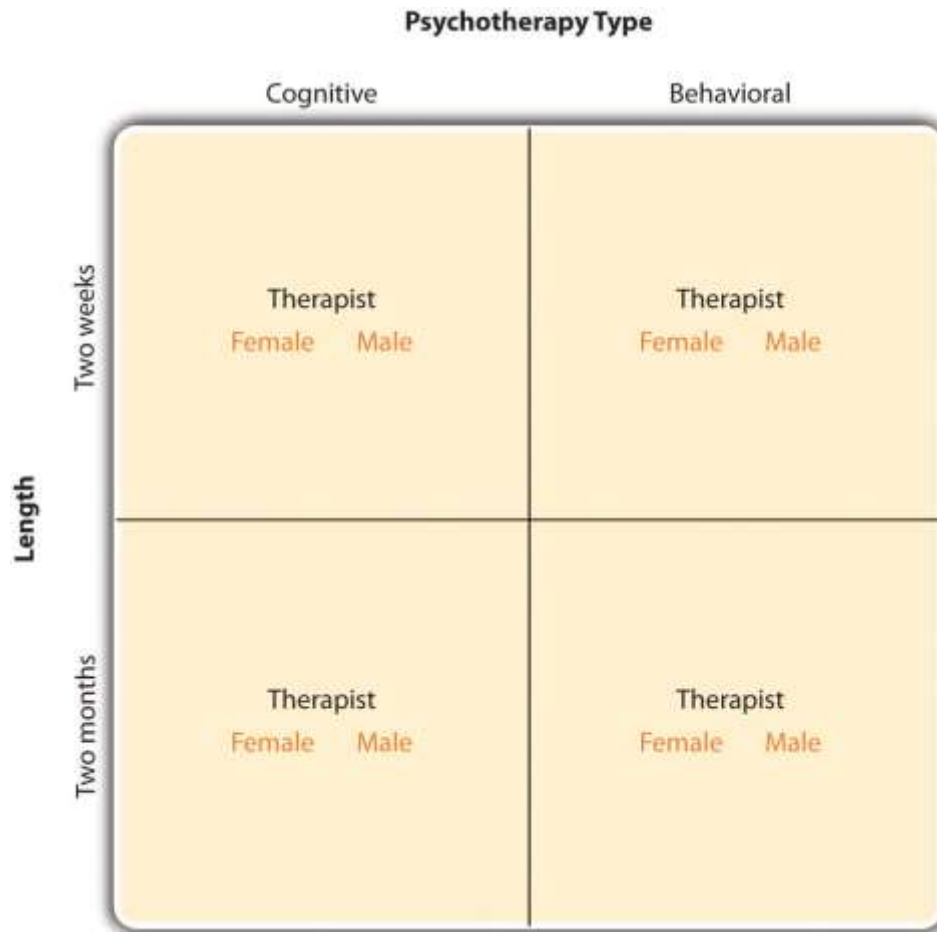 Psychotherapy Type
Cognitive Behavioral
Two weeks
Therapist Therapist
Female Male Female Male
Length
Two months
Therapist Therapist
Female Male Female Male